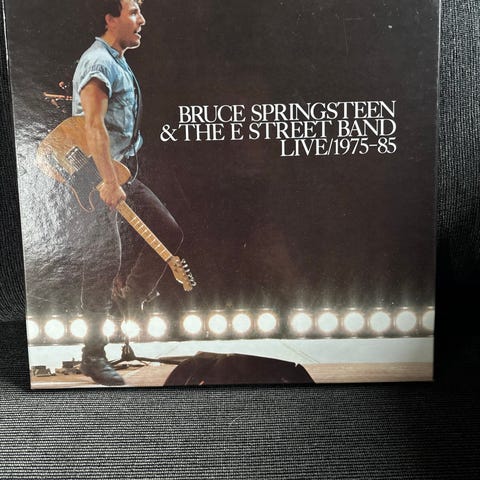 BRUCE SPRINGSTEEN
& THE E STREET BAND
LIVE/1975–85